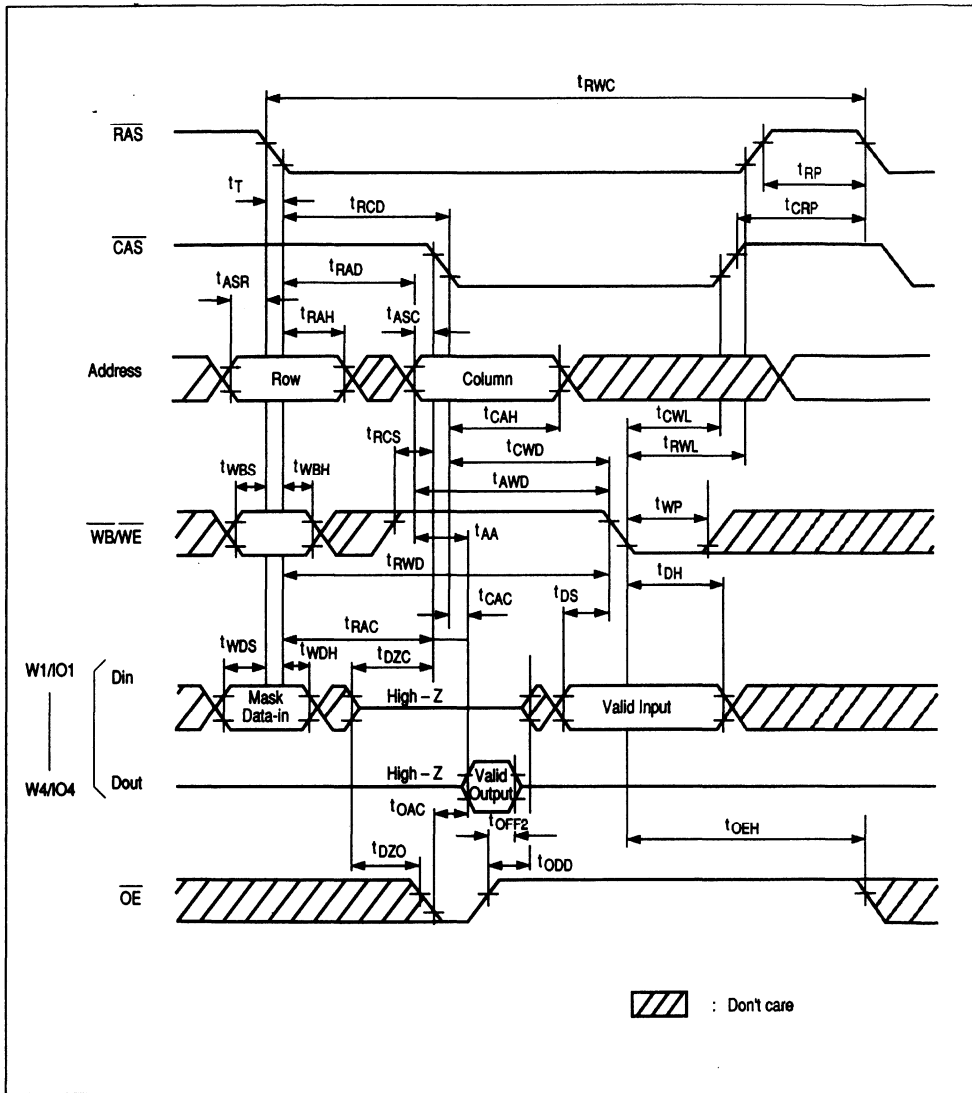 tRWC
RAS
tRP
tT
tRCD
tCRP
CAS
tASR
tRAD
tRAH
tASC
Address
Row
Column
tCAH
tCWL
tRCS
tCWD
tRWL
tWBS
tWBH
tAWD
tWP
WB/WE
tAA
tRWD
tDH
tCAC
tDS
tRAC
tWDS
tWDH
tDZC
W1/IO1
Din
Mask
Data-in
High – Z
Valid Input
W4/IO4
Dout
High – Z
Valid
Output
tOAC
tOFF2
tOEH
tDZO
tODD
OE
: Don't care